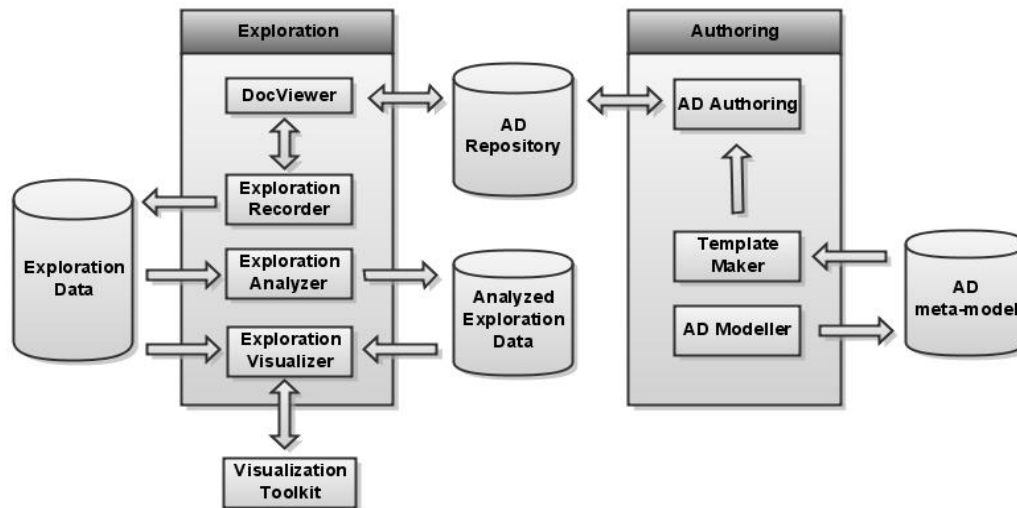 Exploration
Authoring
DocViewer
AD
Repository
AD Authoring
Exploration
Recorder
Exploration
Data
Exploration
Analyzer
Analyzed
Exploration
Data
Template
Maker
AD
meta-model
AD Modeller
Exploration
Visualizer
Visualization
Toolkit